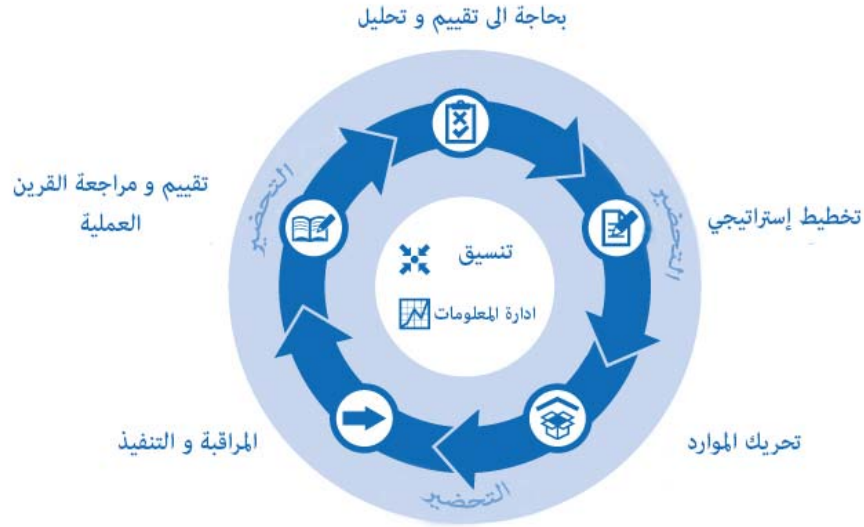 بحاجة الى تقييم و تحليل
تقييم و مراجعة القرين
العملية
التحضير
التحضير
تخطيط إستراتيجي
تنسيق
ادارة المعلومات
المراقبة و التنفيذ
تحريك الموارد
التحضير